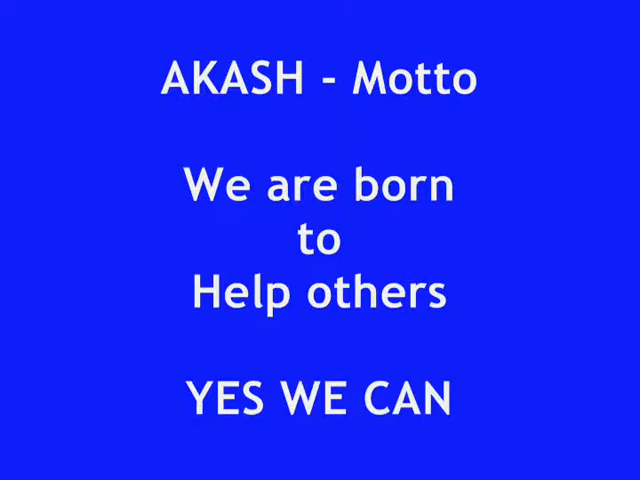 AKASH - Motto
We are born
to
Help others
YES WE CAN